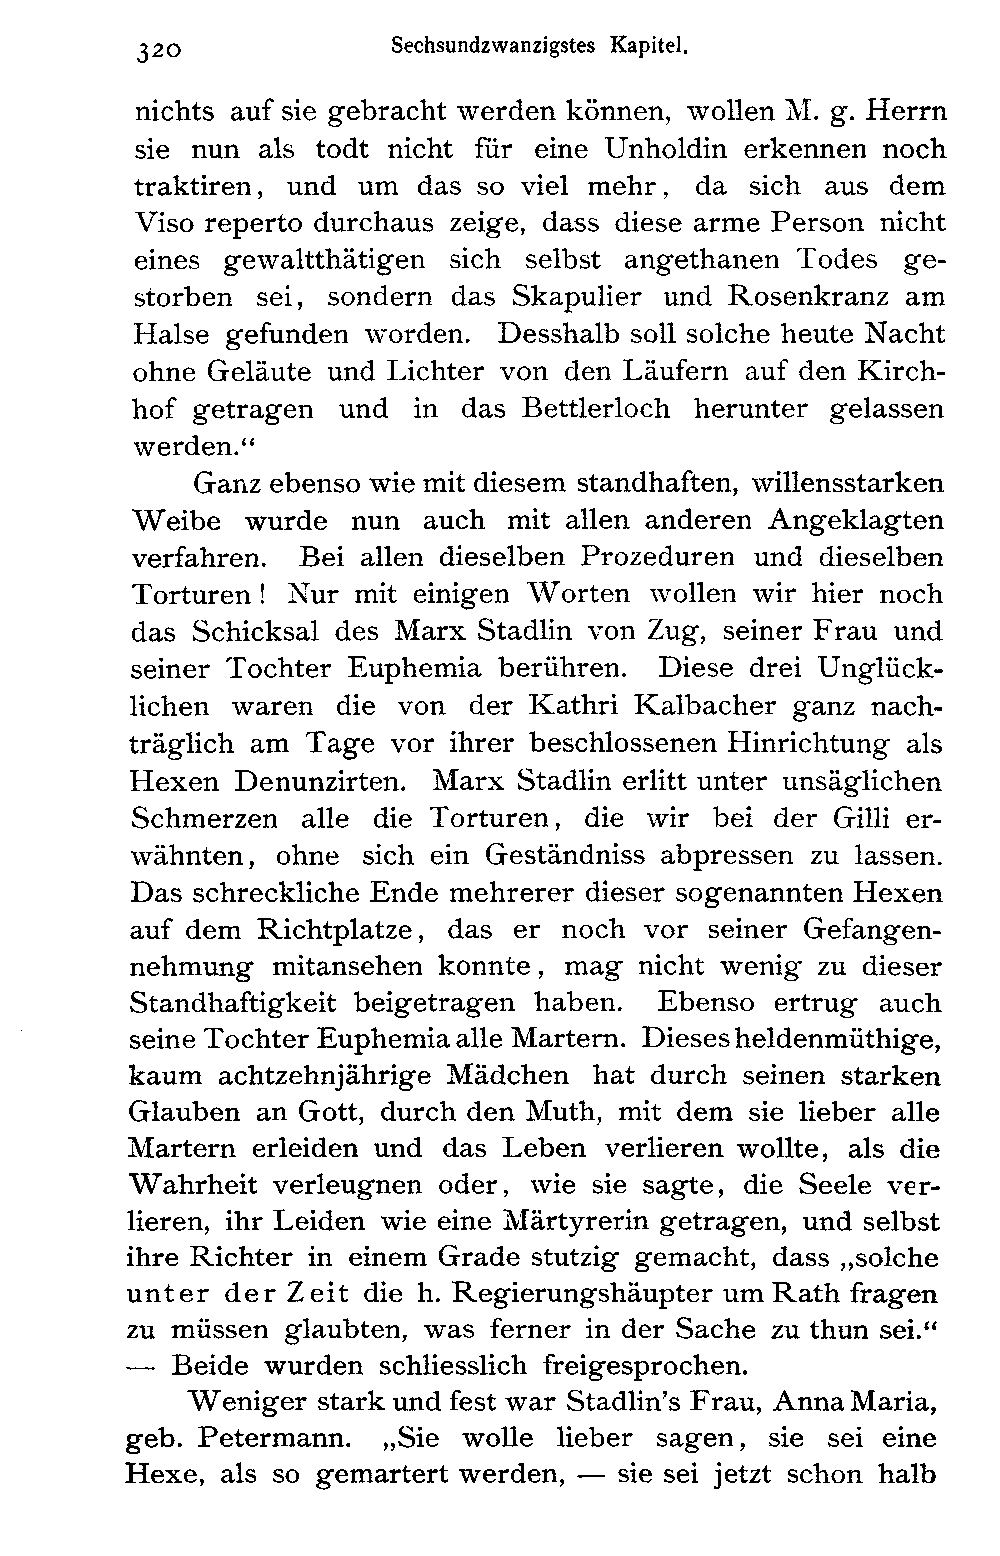 320 Sechsundzwanzigstes Kapitel.
nichts auf sie gebracht werden können, wollen M. g. Herrn
sie nun als todt nicht für eine Unholdin erkennen noch
traktiren, und um das so viel mehr, da sich aus dem
Viso reperto durchaus zeige, dass diese arme Person nicht
eines gewaltthätigen sich selbst angethanen Todes ge-
storben sei, sondern das Skapulier und Rosenkranz am
Halse gefunden worden. Desshalb soll solche heute Nacht
ohne Geläute und Lichter von den Läufern auf den Kirch-
hof getragen und in das Bettlerloch herunter gelassen
werden.“
Ganz ebenso wie mit diesem standhaften, willensstarken
Weibe wurde nun auch mit allen anderen Angeklagten
verfahren. Bei allen dieselben Prozeduren und dieselben
Torturen! Nur mit einigen Worten wollen wir hier noch
das Schicksal des Marx Stadlin von Zug, seiner Frau und
seiner Tochter Euphemia berühren. Diese drei Unglück-
lichen waren die von der Kathri Kalbacher ganz nach-
träglich am Tage vor ihrer beschlossenen Hinrichtung als
Hexen Denunzirten. Marx Stadlin erlitt unter unsäglichen
Schmerzen alle die Torturen, die wir bei der Gilli er-
wähnten, ohne sich ein Geständniss abpressen zu lassen.
Das schreckliche Ende mehrerer dieser sogenannten Hexen
auf dem Richtplatze, das er noch vor seiner Gefangen-
nehmung mitansehen konnte, mag nicht wenig zu dieser
Standhaftigkeit beigetragen haben. Ebenso ertrug auch
seine Tochter Euphemia alle Martern. Dieses heldenmüthige,
kaum achtzehnjährige Mädchen hat durch seinen starken
Glauben an Gott, durch den Muth, mit dem sie lieber alle
Martern erleiden und das Leben verlieren wollte, als die
Wahrheit verleugnen oder, wie sie sagte, die Seele ver-
lieren, ihr Leiden wie eine Märtyrerin getragen, und selbst
ihre Richter in einem Grade stutzig gemacht, dass „solche
unter der Zeit die h. Regierungshäupter um Rath fragen
zu müssen glaubten, was ferner in der Sache zu thun sei.“
— Beide wurden schliesslich freigesprochen.
Weniger stark und fest war Stadlin's Frau, Anna Maria,
geb. Petermann. „Sie wolle lieber sagen, sie sei eine
Hexe, als so gemartert werden, — sie sei jetzt schon halb